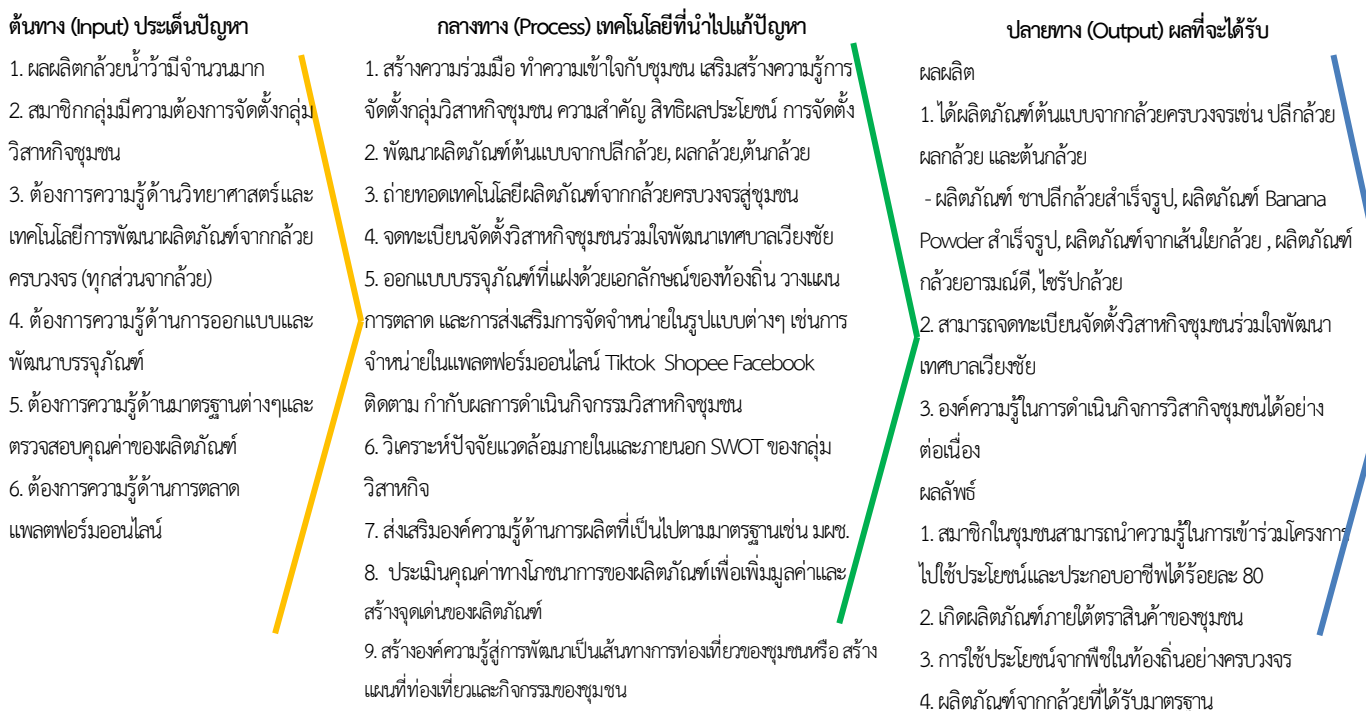 ต้นทาง (Input) ประเด็นปัญหา
1. ผลผลิตกล้วยน้ำว้ามีจำนวนมาก
2. สมาชิกกลุ่มมีความต้องการจัดตั้งกลุ่ม
วิสาหกิจชุมชน
3. ต้องการความรู้ด้านวิทยาศาสตร์และ
เทคโนโลยีการพัฒนาผลิตภัณฑ์จากกล้วย
ครบวงจร (ทุกส่วนจากกล้วย)
4. ต้องการความรู้ด้านการออกแบบและ
พัฒนาบรรจุภัณฑ์
5. ต้องการความรู้ด้านมาตรฐานต่างๆและ
ตรวจสอบคุณค่าของผลิตภัณฑ์
6. ต้องการความรู้ด้านการตลาด
แพลตฟอร์มออนไลน์
กลางทาง (Process) เทคโนโลยีที่นำไปแก้ปัญหา
1. สร้างความร่วมมือ ทำความเข้าใจกับชุมชน เสริมสร้างความรู้การ
จัดตั้งกลุ่มวิสาหกิจชุมชน ความสำคัญ สิทธิผลประโยชน์ การจัดตั้ง
2. พัฒนาผลิตภัณฑ์ต้นแบบจากปลีกล้วย, ผลกล้วย,ต้นกล้วย
3. ถ่ายทอดเทคโนโลยีผลิตภัณฑ์จากกล้วยครบวงจรสู่ชุมชน
4. จดทะเบียนจัดตั้งวิสาหกิจชุมชนร่วมใจพัฒนาเทศบาลเวียงชัย
5. ออกแบบบรรจุภัณฑ์ที่แฝงด้วยเอกลักษณ์ของท้องถิ่น วางแผน
การตลาด และการส่งเสริมการจัดจำหน่ายในรูปแบบต่างๆ เช่นการ
จำหน่ายในแพลตฟอร์มออนไลน์ Tiktok Shopee Facebook
ติดตาม กำกับผลการดำเนินกิจกรรมวิสาหกิจชุมชน
6. วิเคราะห์ปัจจัยแวดล้อมภายในและภายนอก SWOT ของกลุ่ม
วิสาหกิจ
7. ส่งเสริมองค์ความรู้ด้านการผลิตที่เป็นไปตามมาตรฐานเช่น มผช.
8. ประเมินคุณค่าทางโภชนาการของผลิตภัณฑ์เพื่อเพิ่มมูลค่าและ
สร้างจุดเด่นของผลิตภัณฑ์
9. สร้างองค์ความรู้สู่การพัฒนาเป็นเส้นทางการท่องเที่ยวของชุมชนหรือ สร้าง
แผนที่ท่องเที่ยวและกิจกรรมของชุมชน
ปลายทาง (Output) ผลที่จะได้รับ
ผลผลิต
1. ได้ผลิตภัณฑ์ต้นแบบจากกล้วยครบวงจรเช่น ปลีกล้วย
ผลกล้วย และต้นกล้วย
- ผลิตภัณฑ์ ชาปลีกล้วยสำเร็จรูป, ผลิตภัณฑ์ Banana
Powder สำเร็จรูป, ผลิตภัณฑ์จากเส้นใยกล้วย , ผลิตภัณฑ์
กล้วยอารมณ์ดี, ไซรัปกล้วย
2. สามารถจดทะเบียนจัดตั้งวิสาหกิจชุมชนร่วมใจพัฒนา
เทศบาลเวียงชัย
3. องค์ความรู้ในการดำเนินกิจการวิสากิจชุมชนได้อย่าง
ต่อเนื่อง
ผลลัพธ์
1. สมาชิกในชุมชนสามารถนำความรู้ในการเข้าร่วมโครงการ
ไปใช้ประโยชน์และประกอบอาชีพได้ร้อยละ 80
2. เกิดผลิตภัณฑ์ภายใต้ตราสินค้าของชุมชน
3. การใช้ประโยชน์จากพืชในท้องถิ่นอย่างครบวงจร
4. ผลิตภัณฑ์จากกล้วยที่ได้รับมาตรฐาน